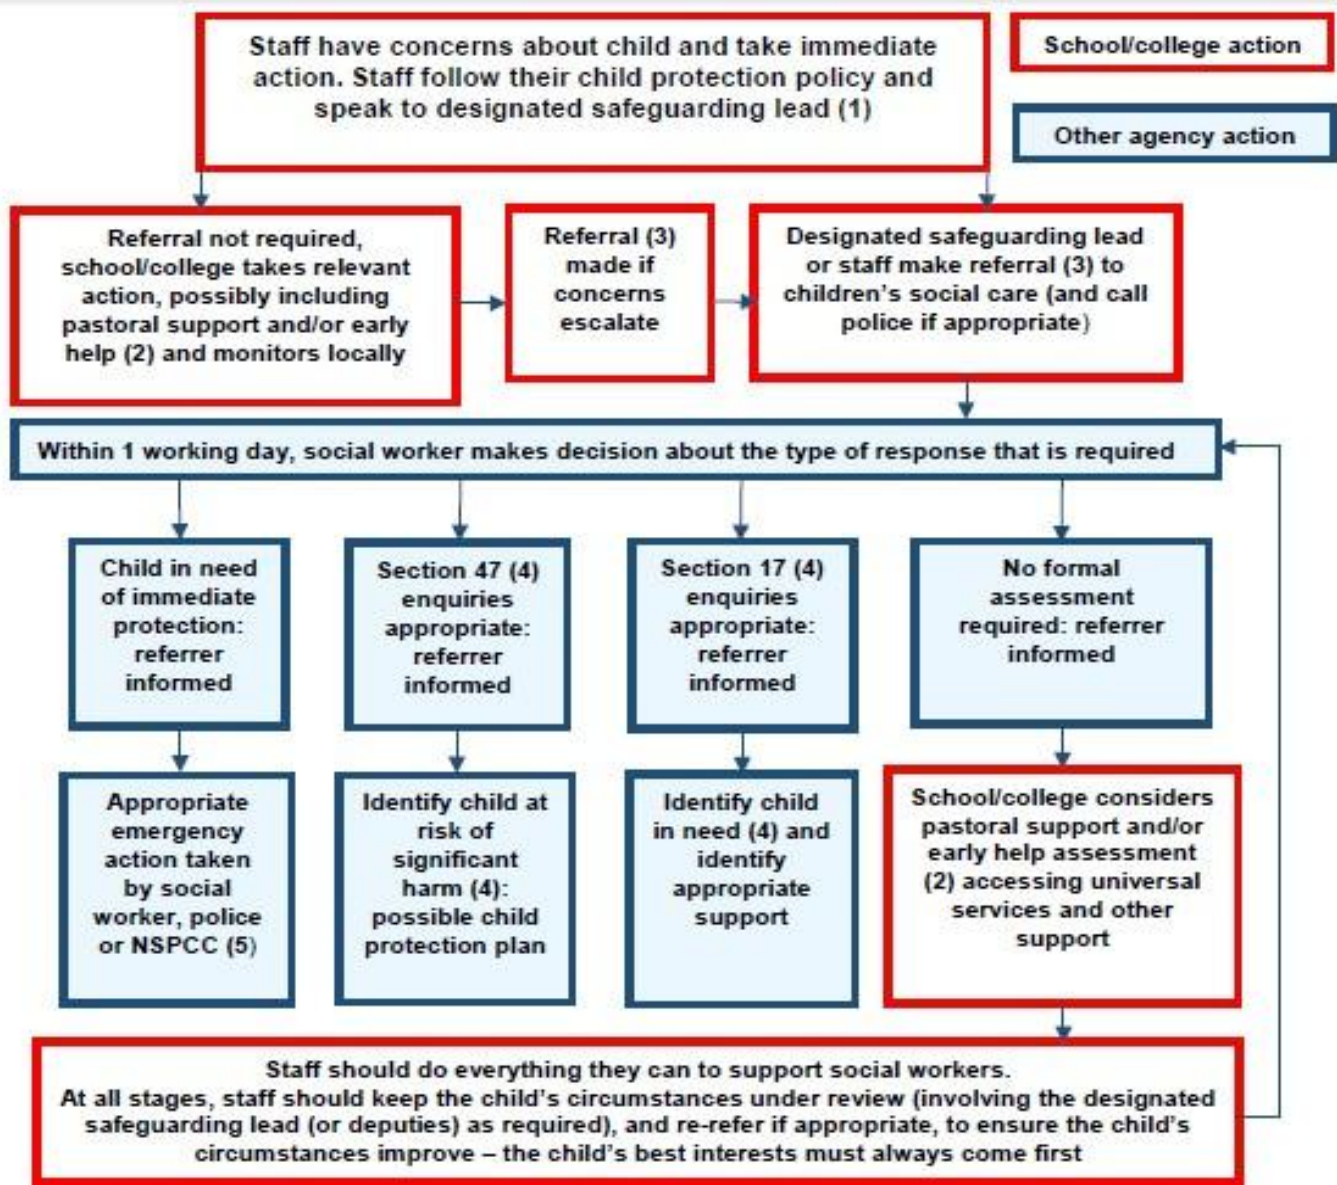 Staff have concerns about child and take immediate
action. Staff follow their child protection policy and
speak to designated safeguarding lead (1)
School/college action
Other agency action
Referral not required,
school/college takes relevant
action, possibly including
pastoral support and/or early
help (2) and monitors locally
Referral (3)
made if
concerns
escalate
Designated safeguarding lead
or staff make referral (3) to
children's social care (and call
police if appropriate)
Within 1 working day, social worker makes decision about the type of response that is required
Child in need
of immediate
protection:
referrer
informed
Section 47 (4)
enquiries
appropriate:
referrer
informed
Section 17 (4)
enquiries
appropriate:
referrer
informed
No formal
assessment
required: referrer
informed
Appropriate
emergency
action taken
by social
worker, police
or NSPCC (5)
Identify child at
risk of
significant
harm (4):
possible child
protection plan
Identify child
in need (4) and
identify
appropriate
support
School/college considers
pastoral support and/or
early help assessment
(2) accessing universal
services and other
support
Staff should do everything they can to support social workers.
At all stages, staff should keep the child's circumstances under review (involving the designated
safeguarding lead (or deputies) as required), and re-refer if appropriate, to ensure the child's
circumstances improve – the child's best interests must always come first